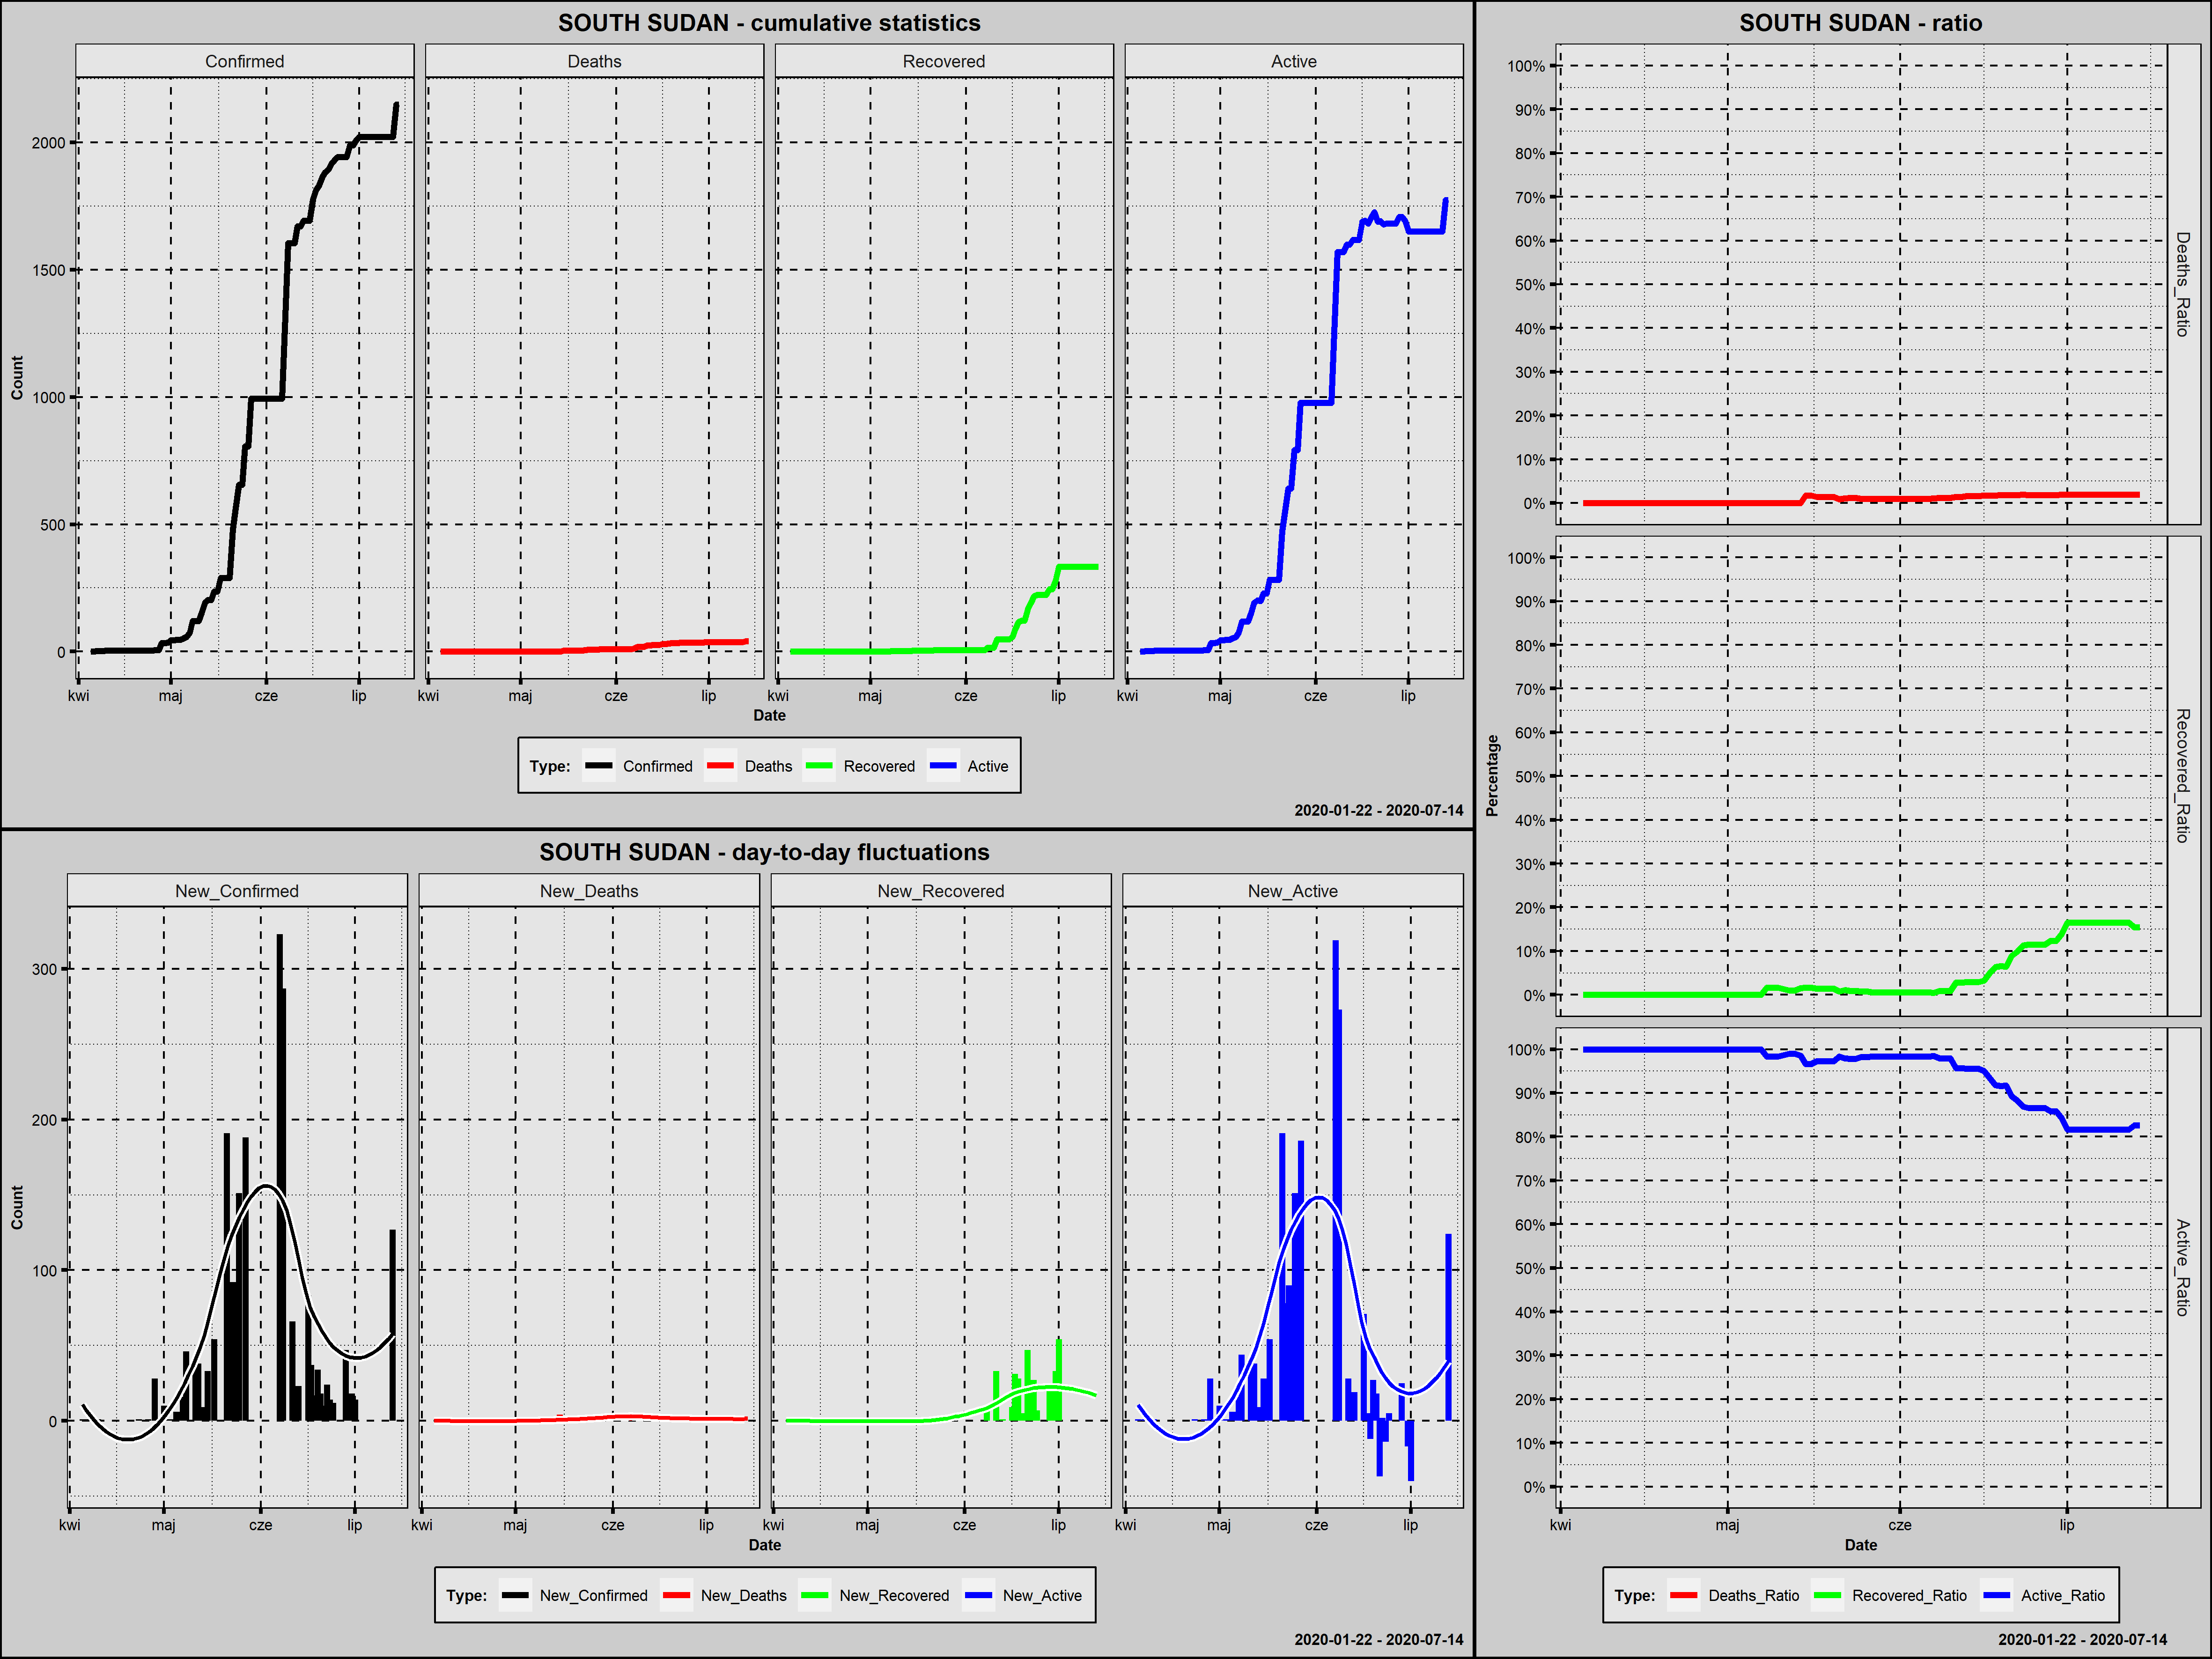 SOUTH SUDAN - cumulative statistics
Confirmed Deaths Recovered Active
Count
2000
1500
1000
500
0
kwi maj cze lip kwi maj cze lip kwi maj cze lip kwi maj cze lip
Date
Type: Confirmed Deaths Recovered Active
2020-01-22 - 2020-07-14
SOUTH SUDAN - day-to-day fluctuations
New_Confirmed New_Deaths New_Recovered New_Active
Count
300
200
100
0
kwi maj cze lip kwi maj cze lip kwi maj cze lip kwi maj cze lip
Date
Type: New_Confirmed New_Deaths New_Recovered New_Active
2020-01-22 - 2020-07-14
SOUTH SUDAN - ratio
Percentage
100%
90%
80%
70%
60%
50%
40%
30%
20%
10%
0%
Deaths_Ratio
100%
90%
80%
70%
60%
50%
40%
30%
20%
10%
0%
Recovered_Ratio
100%
90%
80%
70%
60%
50%
40%
30%
20%
10%
0%
Active_Ratio
kwi maj cze lip
Date
Type: Deaths_Ratio Recovered_Ratio Active_Ratio
2020-01-22 - 2020-07-14